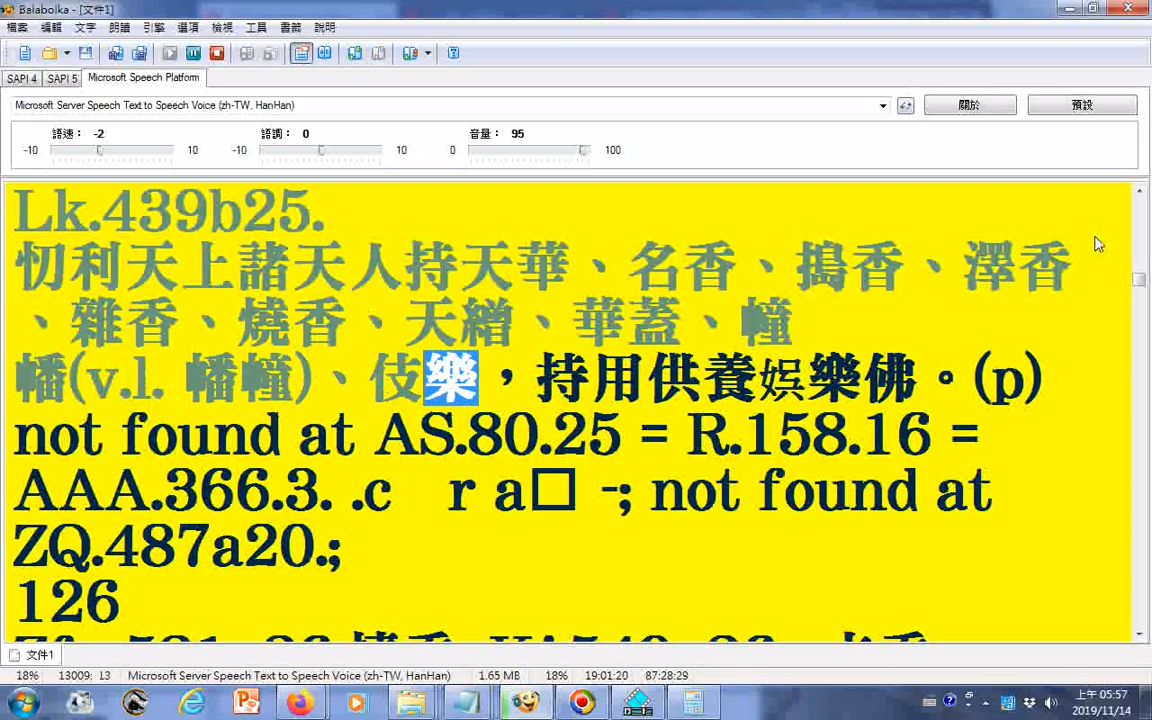 Balabolka - [文件1]
檔案 編輯 文字 朗讀 引擎 選項 檢視 工具 書籤 說明
SAPI 4 SAPI 5 Microsoft Speech Platform
Microsoft Server Speech Text to Speech Voice (zh-TW, HanHan) 關於 預設
語速： -2 語調： 0 音量： 95
-10 10 -10 10 0 100
Lk.439b25.
忉利天上諸天人持天華、名香、搗香、澤香
、雜香、燒香、天繒、華蓋、幢
幡(v.l. 幡幢)、伎樂，持用供養娛樂佛。(p)
not found at AS.80.25 = R.158.16 =
AAA.366.3. .c r a□ -; not found at
ZQ.487a20.;
126
文件1
18% 13009: 13 Microsoft Server Speech Text to Speech Voice (zh-TW, HanHan) 1.65 MB 18% 19:01:20 87:28:29
上午 05:57
2019/11/14